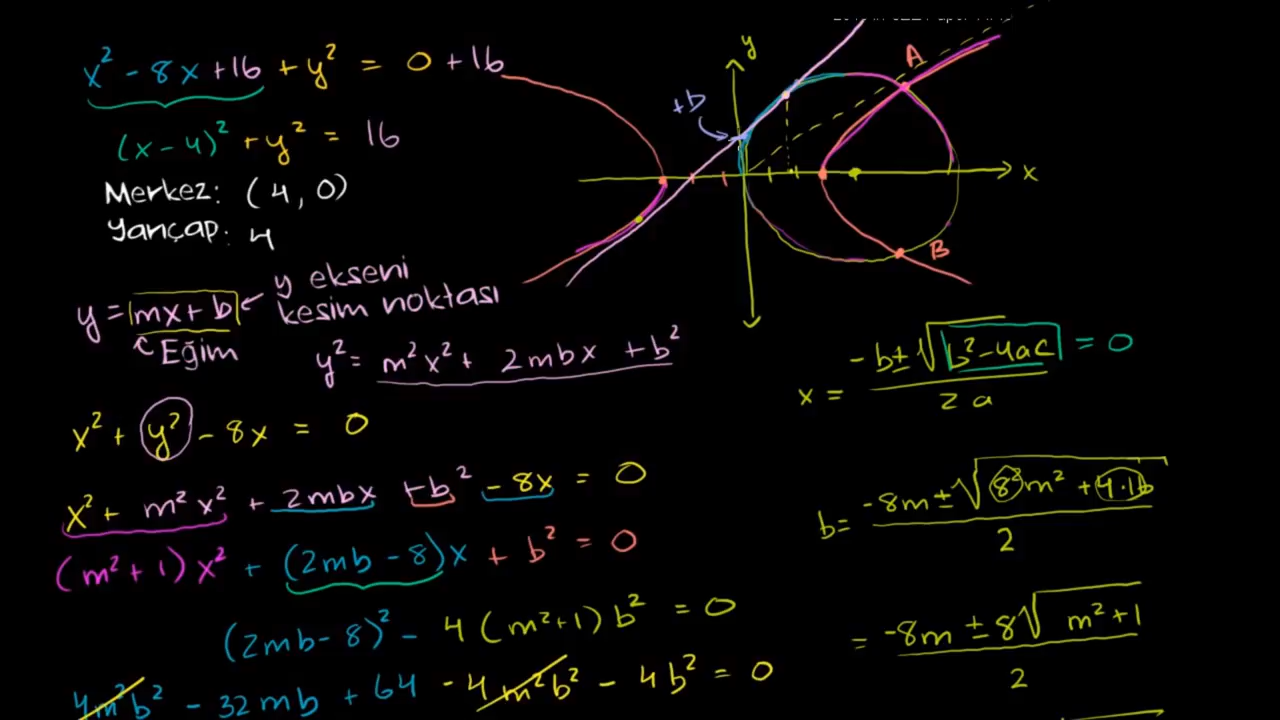 x² - 8x + 16 + y² = 0 + 16
(x - 4)² + y² = 16
Merkez: (4, 0)
Yarıçap: 4
y = mx + b
y ekseni
kesim noktası
Eğim
y² = m²x² + 2mbx + b²
x² + y² - 8x = 0
x² + m²x² + 2mbx + b² - 8x = 0
(m² + 1)x² + (2mb - 8)x + b² = 0
(2mb - 8)² - 4(m² + 1)b² = 0
4m²b² - 32mb + 64 - 4m²b² - 4b² = 0
y
A
+b
x
B
x = -b ± √b² - 4ac / 2a = 0
b = -8m ± √8²m² + 4·16 / 2
= -8m ± 8√m² + 1 / 2